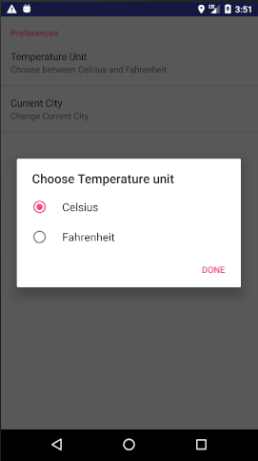 3:51
Preferences
Temperature Unit
Choose between Celcius and Fahrenheit
Current City
Change Current City
Choose Temperature unit
Celsius
Fahrenheit
DONE